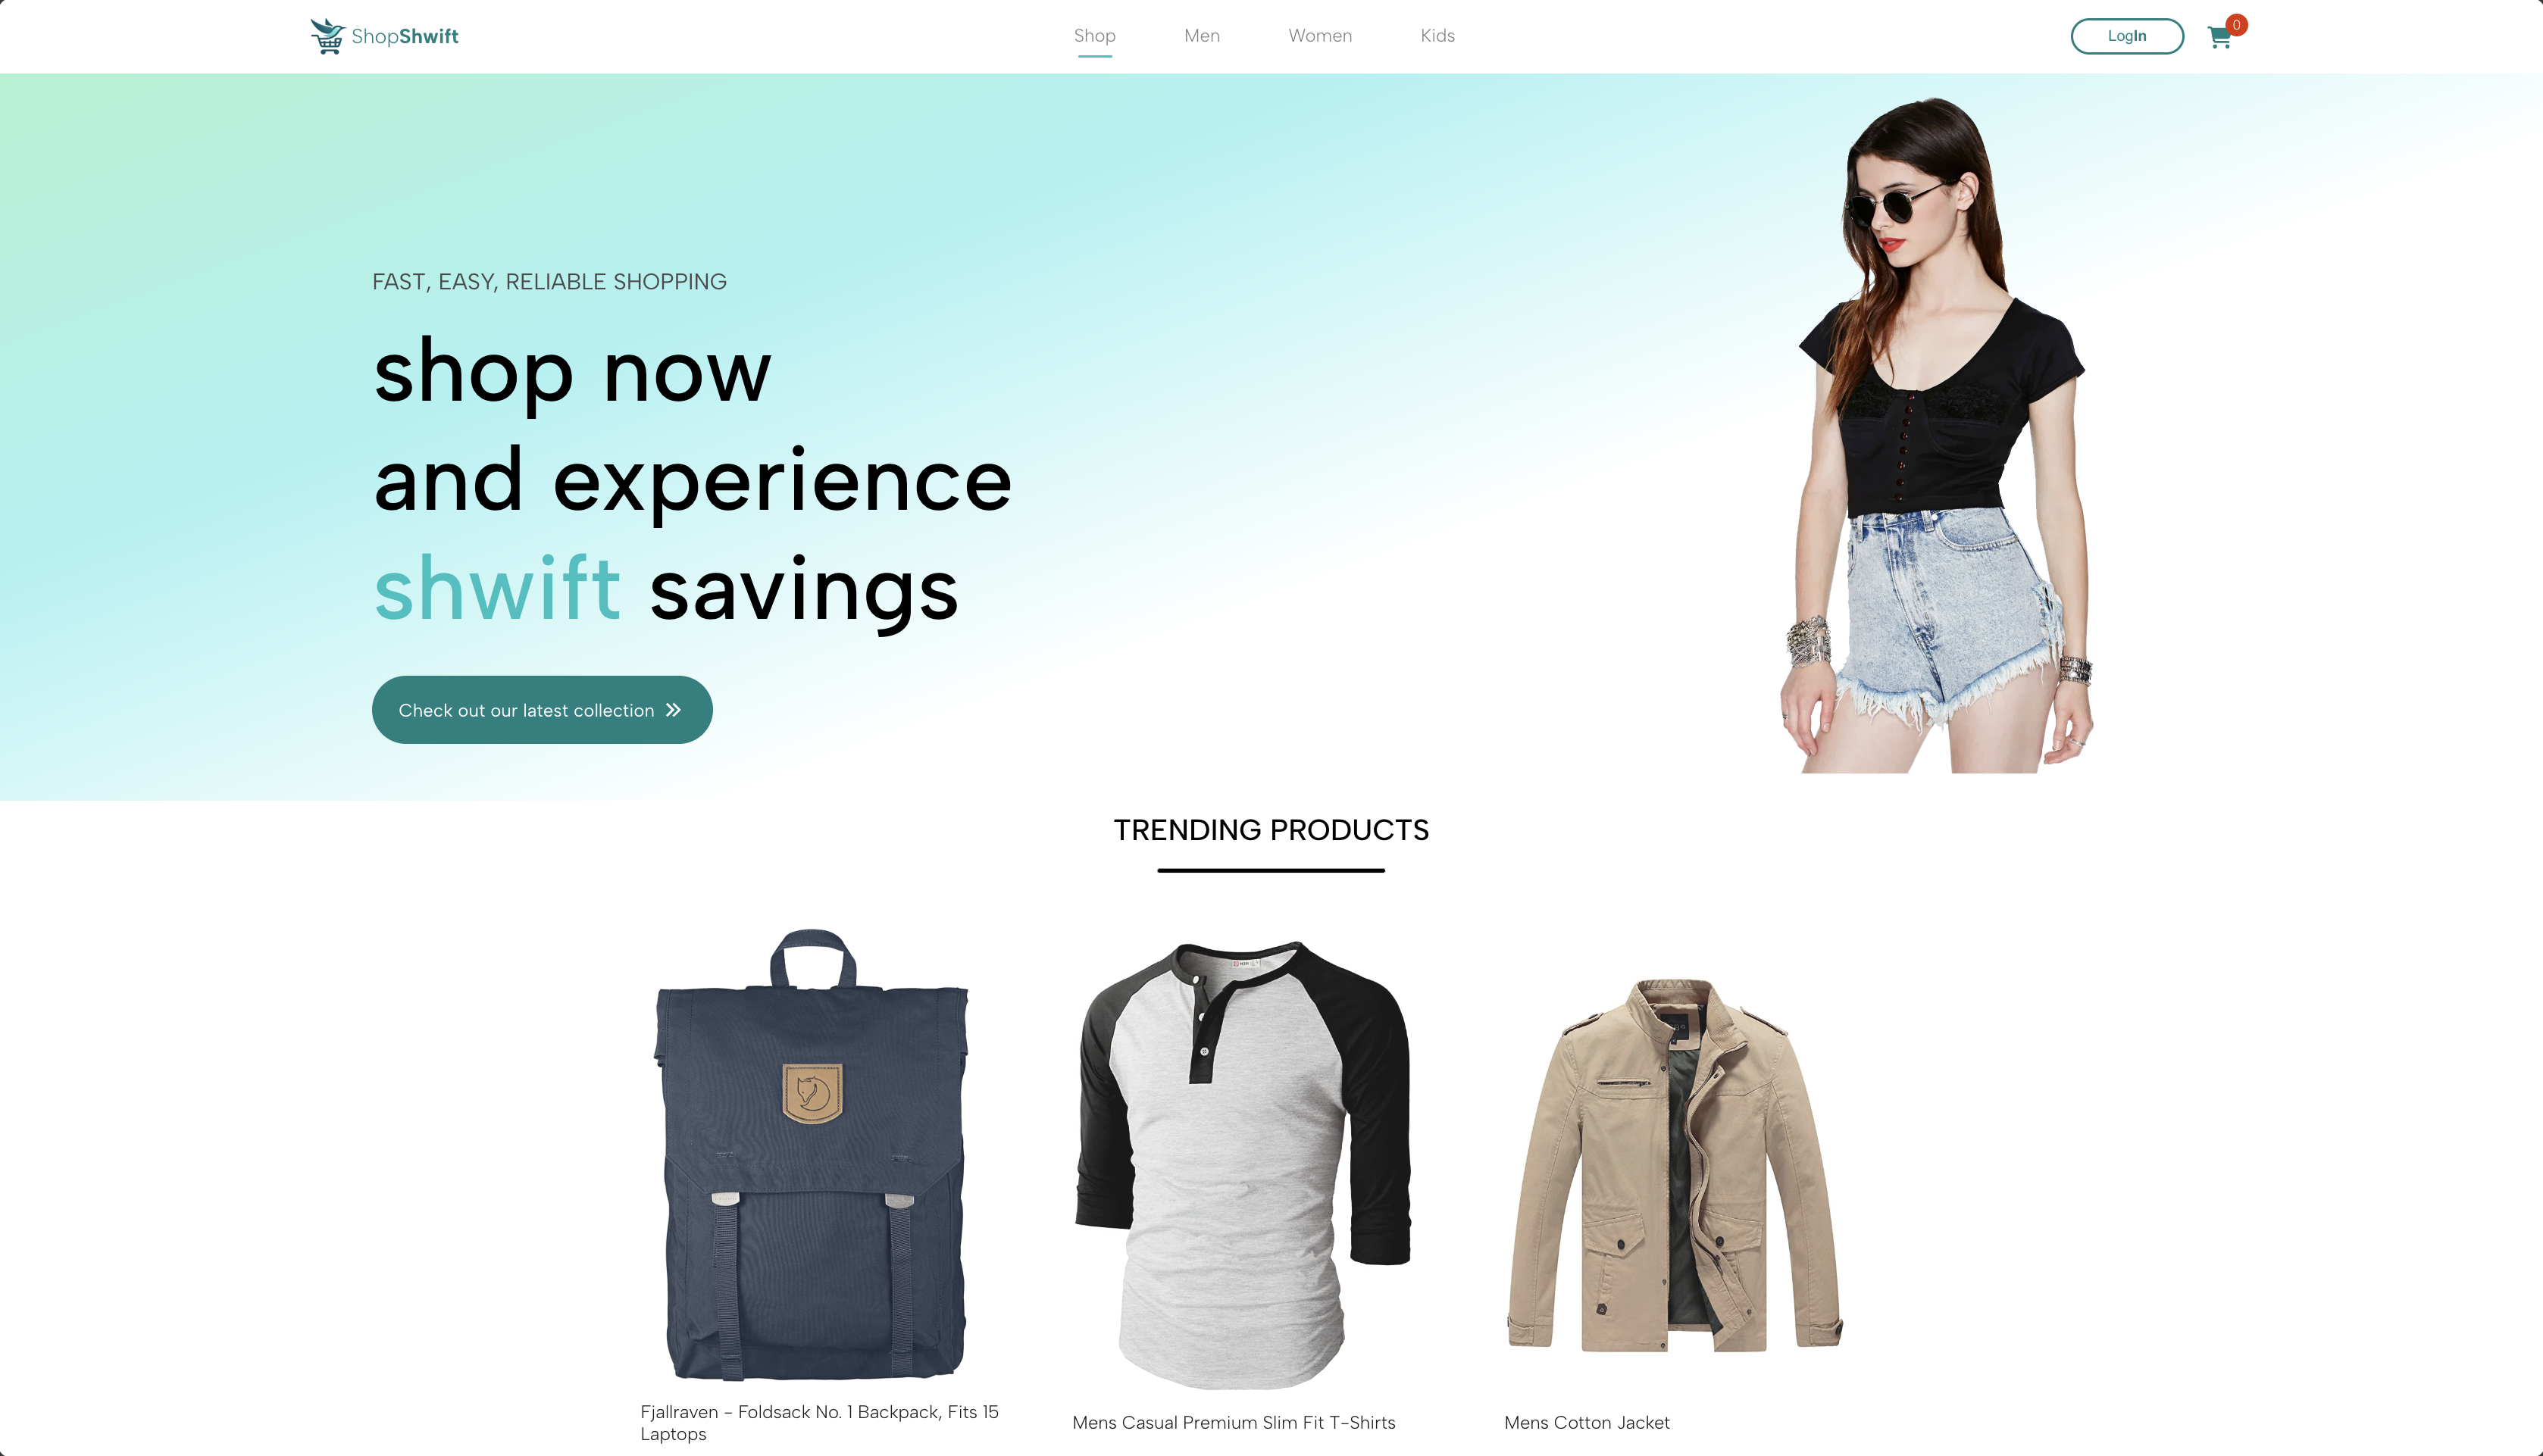 ShopShwift
Shop
Men
Women
Kids
LogIn
0
FAST, EASY, RELIABLE SHOPPING
shop now
and experience
shwift savings
Check out our latest collection
TRENDING PRODUCTS
Fjallraven - Foldsack No. 1 Backpack, Fits 15
Laptops
Mens Casual Premium Slim Fit T-Shirts
Mens Cotton Jacket